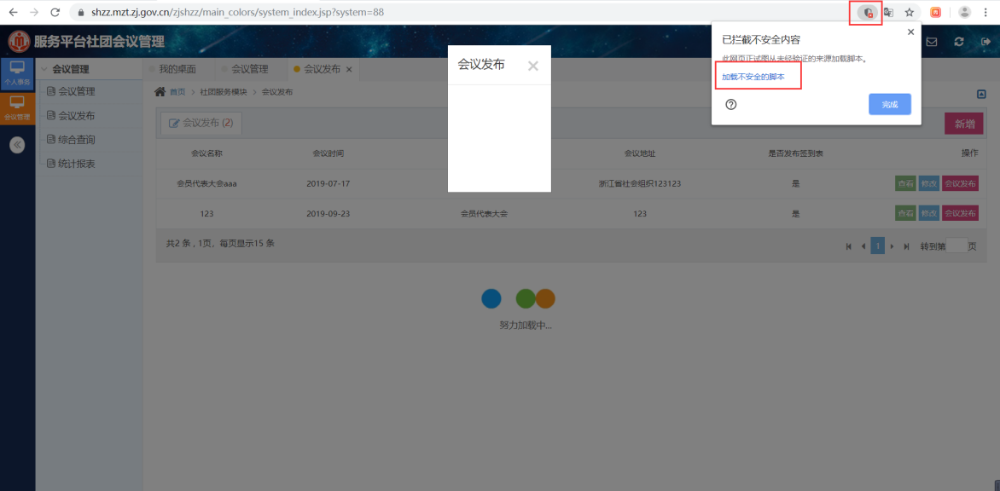 shzz.mzt.zj.gov.cn/zjshzz/main_colors/system_index.jsp?system=88
服务平台社团会议管理
已拦截不安全内容
此网页正试图从未经验证的来源加载脚本。
加载不安全的脚本
完成
个人事务
会议管理
会议管理
会议管理
会议发布
综合查询
统计报表
我的桌面
会议管理
会议发布
首页 > 社团服务模块 > 会议发布
会议发布
会议发布 (2)
新增
会议名称 会议时间 会议地址 是否发布签到表 操作
会员代表大会aaa 2019-07-17 浙江省社会组织123123 是 查看 修改 会议发布
123 2019-09-23 会员代表大会 123 是 查看 修改 会议发布
共2 条 , 1页, 每页显示15 条
1 转到第 页
努力加载中...